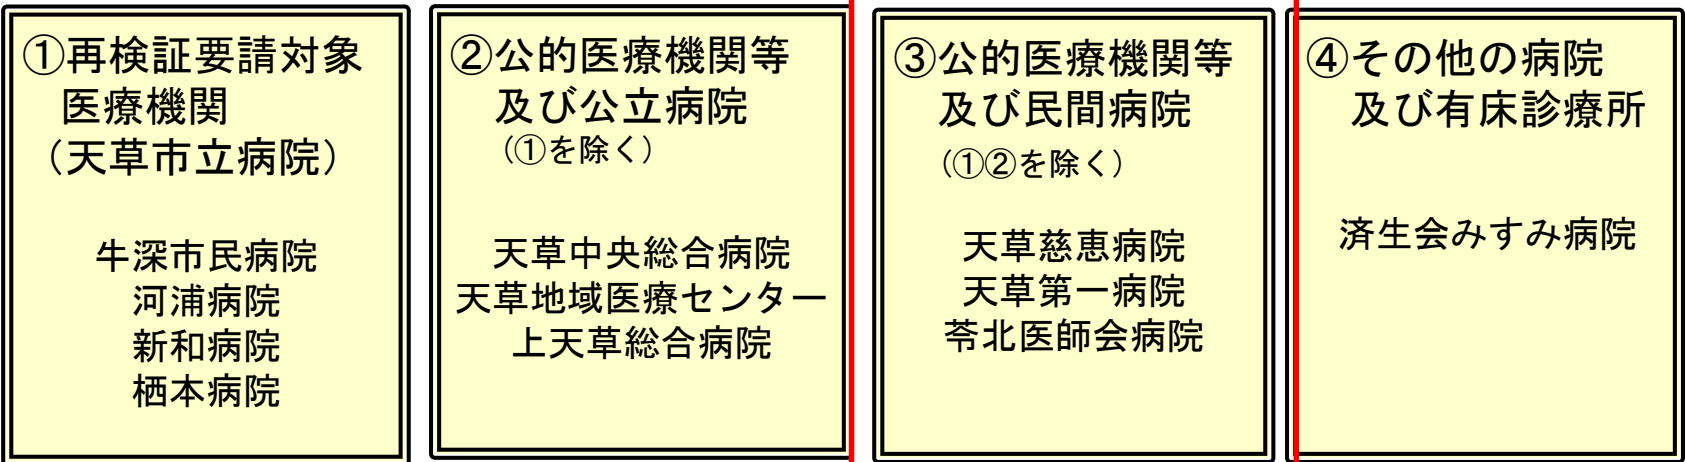 ①再検証要請対象
医療機関
（天草市立病院）
牛深市民病院
河浦病院
新和病院
栖本病院
②公的医療機関等
及び公立病院
（①を除く）
天草中央総合病院
天草地域医療センター
上天草総合病院
③公的医療機関等
及び民間病院
（①②を除く）
天草慈恵病院
天草第一病院
苓北医師会病院
④その他の病院
及び有床診療所
済生会みすみ病院